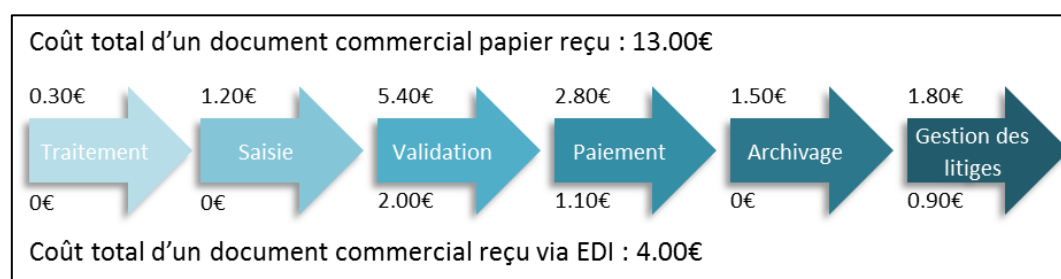 Coût total d'un document commercial papier reçu : 13.00€
0.30€ 1.20€ 5.40€ 2.80€ 1.50€ 1.80€
Traitement Saisie Validation Paiement Archivage Gestion des
litiges
0€ 0€ 2.00€ 1.10€ 0€ 0.90€
Coût total d'un document commercial reçu via EDI : 4.00€